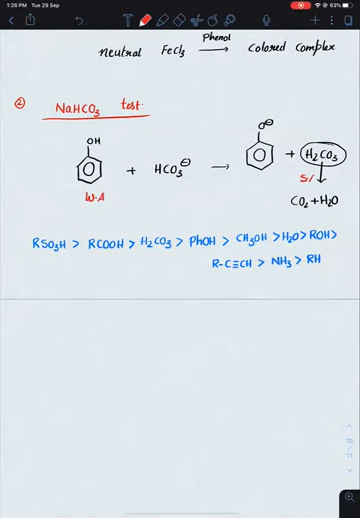 1:26 PM Tue 29 Sep
63%
Neutral FeCl₃ Phenol → Colored Complex
② NaHCO₃ test:
OH + HCO₃⊖ → O⊖ + H₂CO₃
W.A
CO₂+H₂O
RSO₃H > RCOOH > H₂CO₃ > PhOH > CH₃OH > H₂O > ROH >
R-C≡CH > NH₃ > RH